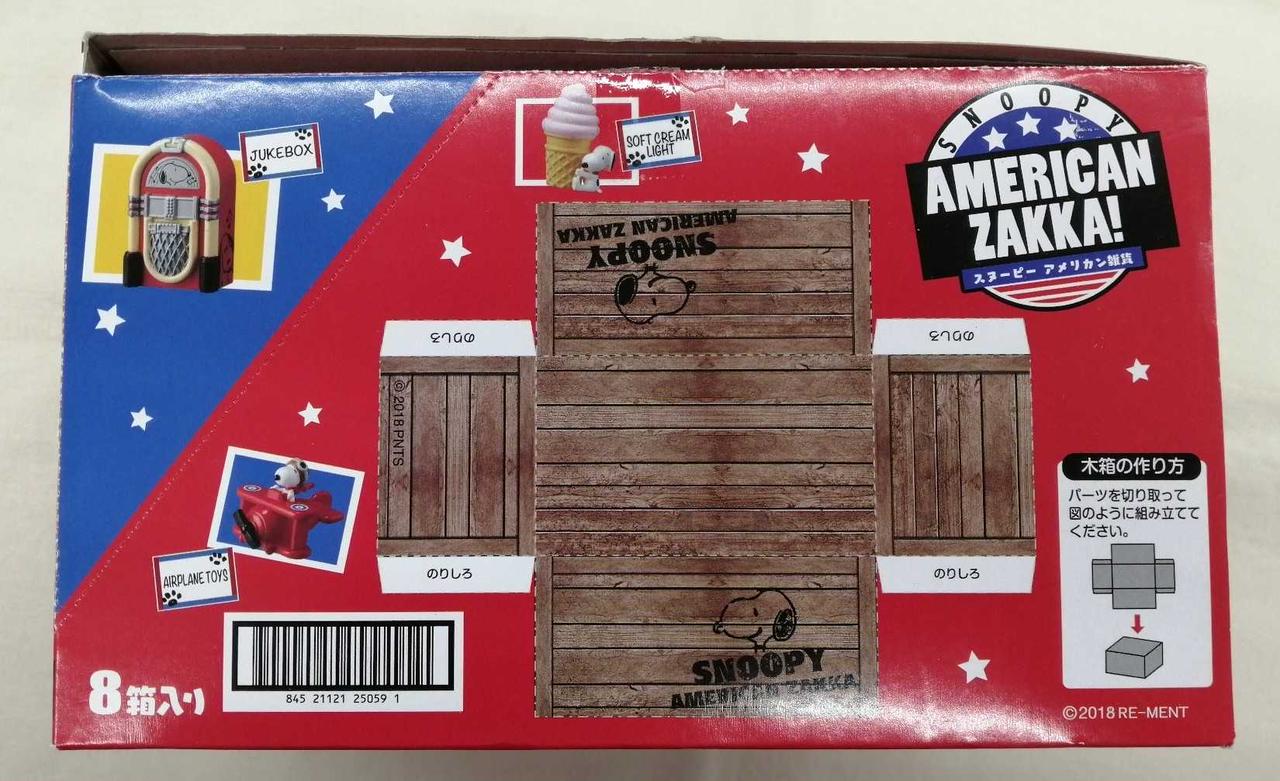 JUKEBOX
SOFT CREAM
LIGHT
SNOOPY
AMERICAN
ZAKKA!
スヌーピー アメリカン雑貨
SNOOPY
AMERICAN ZAKKA
のりしろ
のりしろ
© 2018 PNTS
木箱の作り方
パーツを切り取って
図のように組み立てて
ください。
AIRPLANE TOYS
のりしろ
のりしろ
SNOOPY
AMERICAN ZAKKA
8箱入り
845 21121 25059 1
©2018 RE-MENT